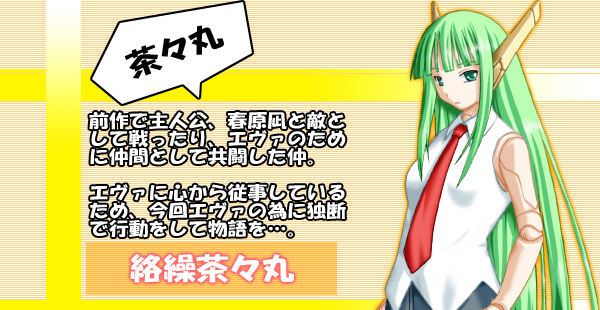 茶々丸
前作で主人公、春原凪と敵と
して戦ったり、エヴァのため
に仲間として共闘した仲。
エヴァに心から従事している
ため、今回エヴァの為に独断
で行動をして物語を…。
絡繰茶々丸